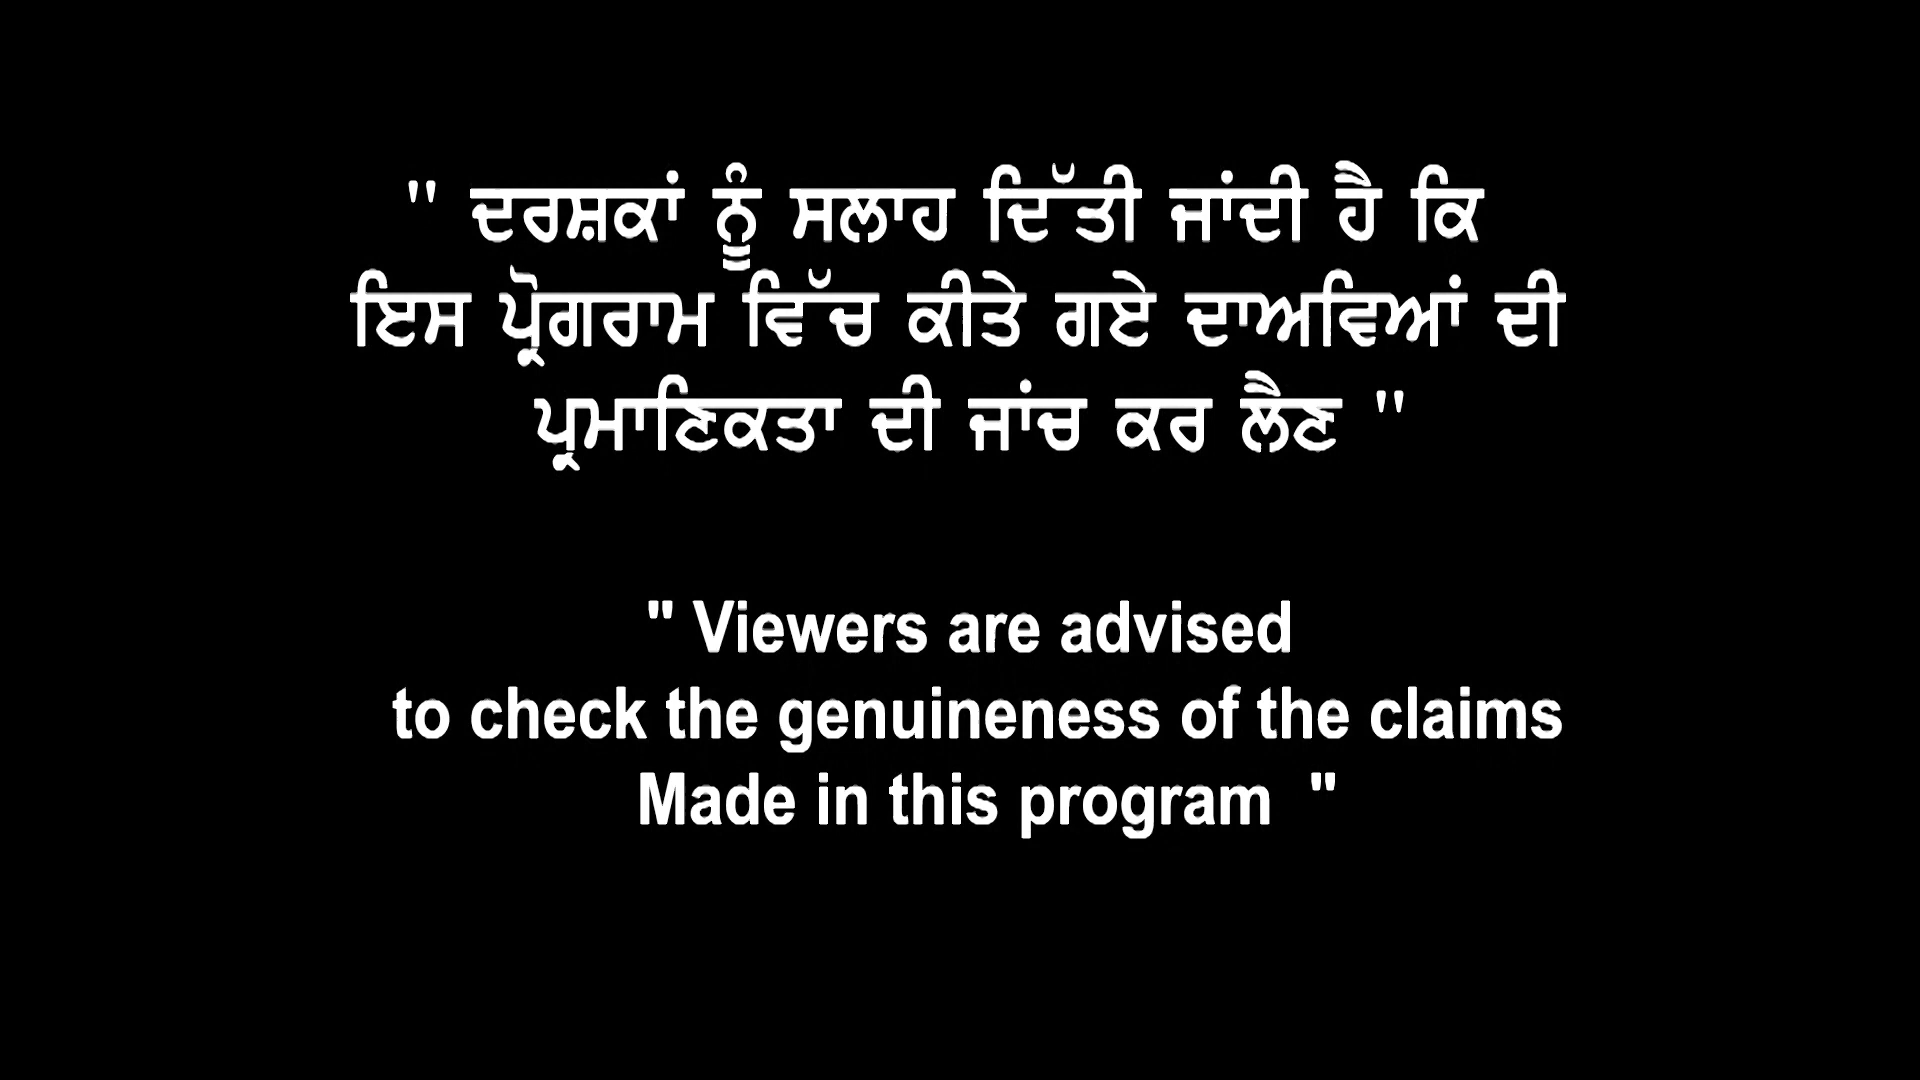 " ਦਰਸ਼ਕਾਂ ਨੂੰ ਸਲਾਹ ਦਿੱਤੀ ਜਾਂਦੀ ਹੈ ਕਿ
ਇਸ ਪ੍ਰੋਗਰਾਮ ਵਿੱਚ ਕੀਤੇ ਗਏ ਦਾਅਵਿਆਂ ਦੀ
ਪ੍ਰਮਾਣਿਕਤਾ ਦੀ ਜਾਂਚ ਕਰ ਲੈਣ "
" Viewers are advised
to check the genuineness of the claims
Made in this program "